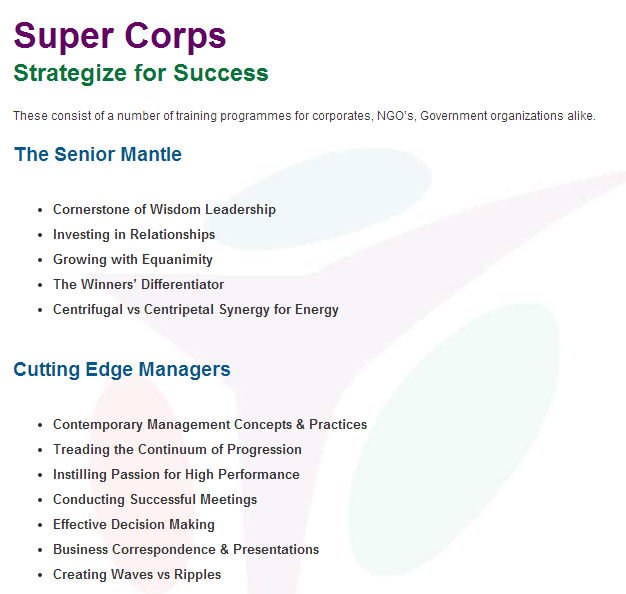 Super Corps
Strategize for Success
These consist of a number of training programmes for corporates, NGO's, Government organizations alike.
The Senior Mantle
• Cornerstone of Wisdom Leadership
• Investing in Relationships
• Growing with Equanimity
• The Winners’ Differentiator
• Centrifugal vs Centripetal Synergy for Energy
Cutting Edge Managers
• Contemporary Management Concepts & Practices
• Treading the Continuum of Progression
• Instilling Passion for High Performance
• Conducting Successful Meetings
• Effective Decision Making
• Business Correspondence & Presentations
• Creating Waves vs Ripples